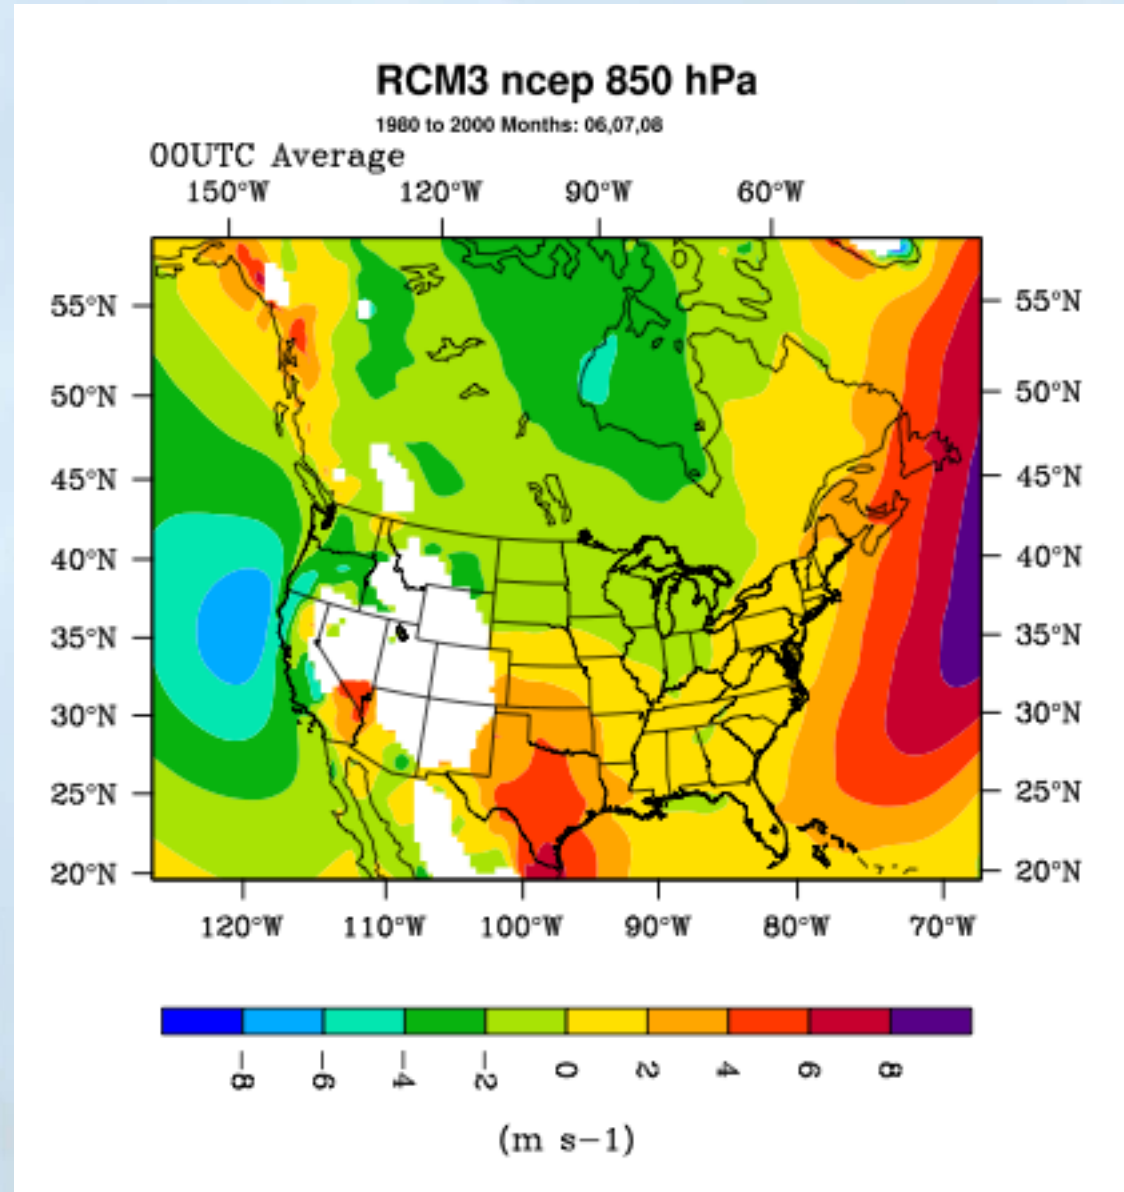 RCM3 ncep 850 hPa
1980 to 2000 Months: 06,07,08
00UTC Average
150°W 120°W 90°W 60°W
55°N 55°N
50°N 50°N
45°N 45°N
40°N 40°N
35°N 35°N
30°N 30°N
25°N 25°N
20°N 20°N
120°W 110°W 100°W 90°W 80°W 70°W
-8 -6 -4 -2 0 2 4 6 8
(m s-1)